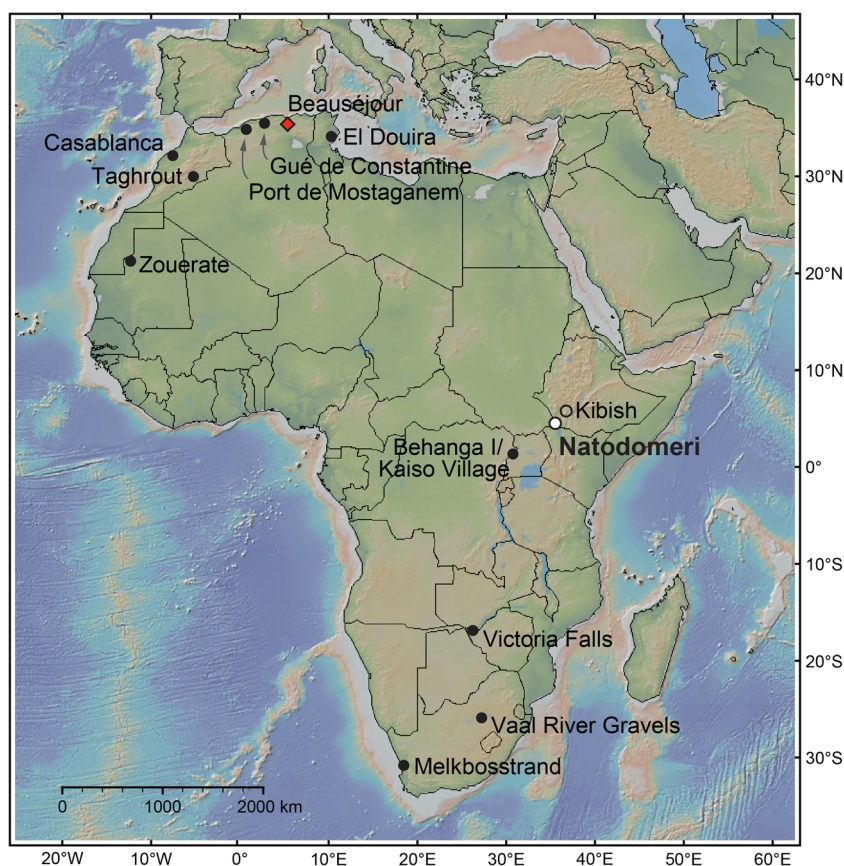 40°N
Beauséjour
Casablanca
El Douira
Gué de Constantine
Taghrout
30°N
Port de Mostaganem
Zouerate
20°N
10°N
Kibish
Natodomeri
Behanga I/
Kaiso Village
0°
10°S
Victoria Falls
20°S
Vaal River Gravels
30°S
Melkbosstrand
0 1000 2000 km
20°W 10°W 0° 10°E 20°E 30°E 40°E 50°E 60°E